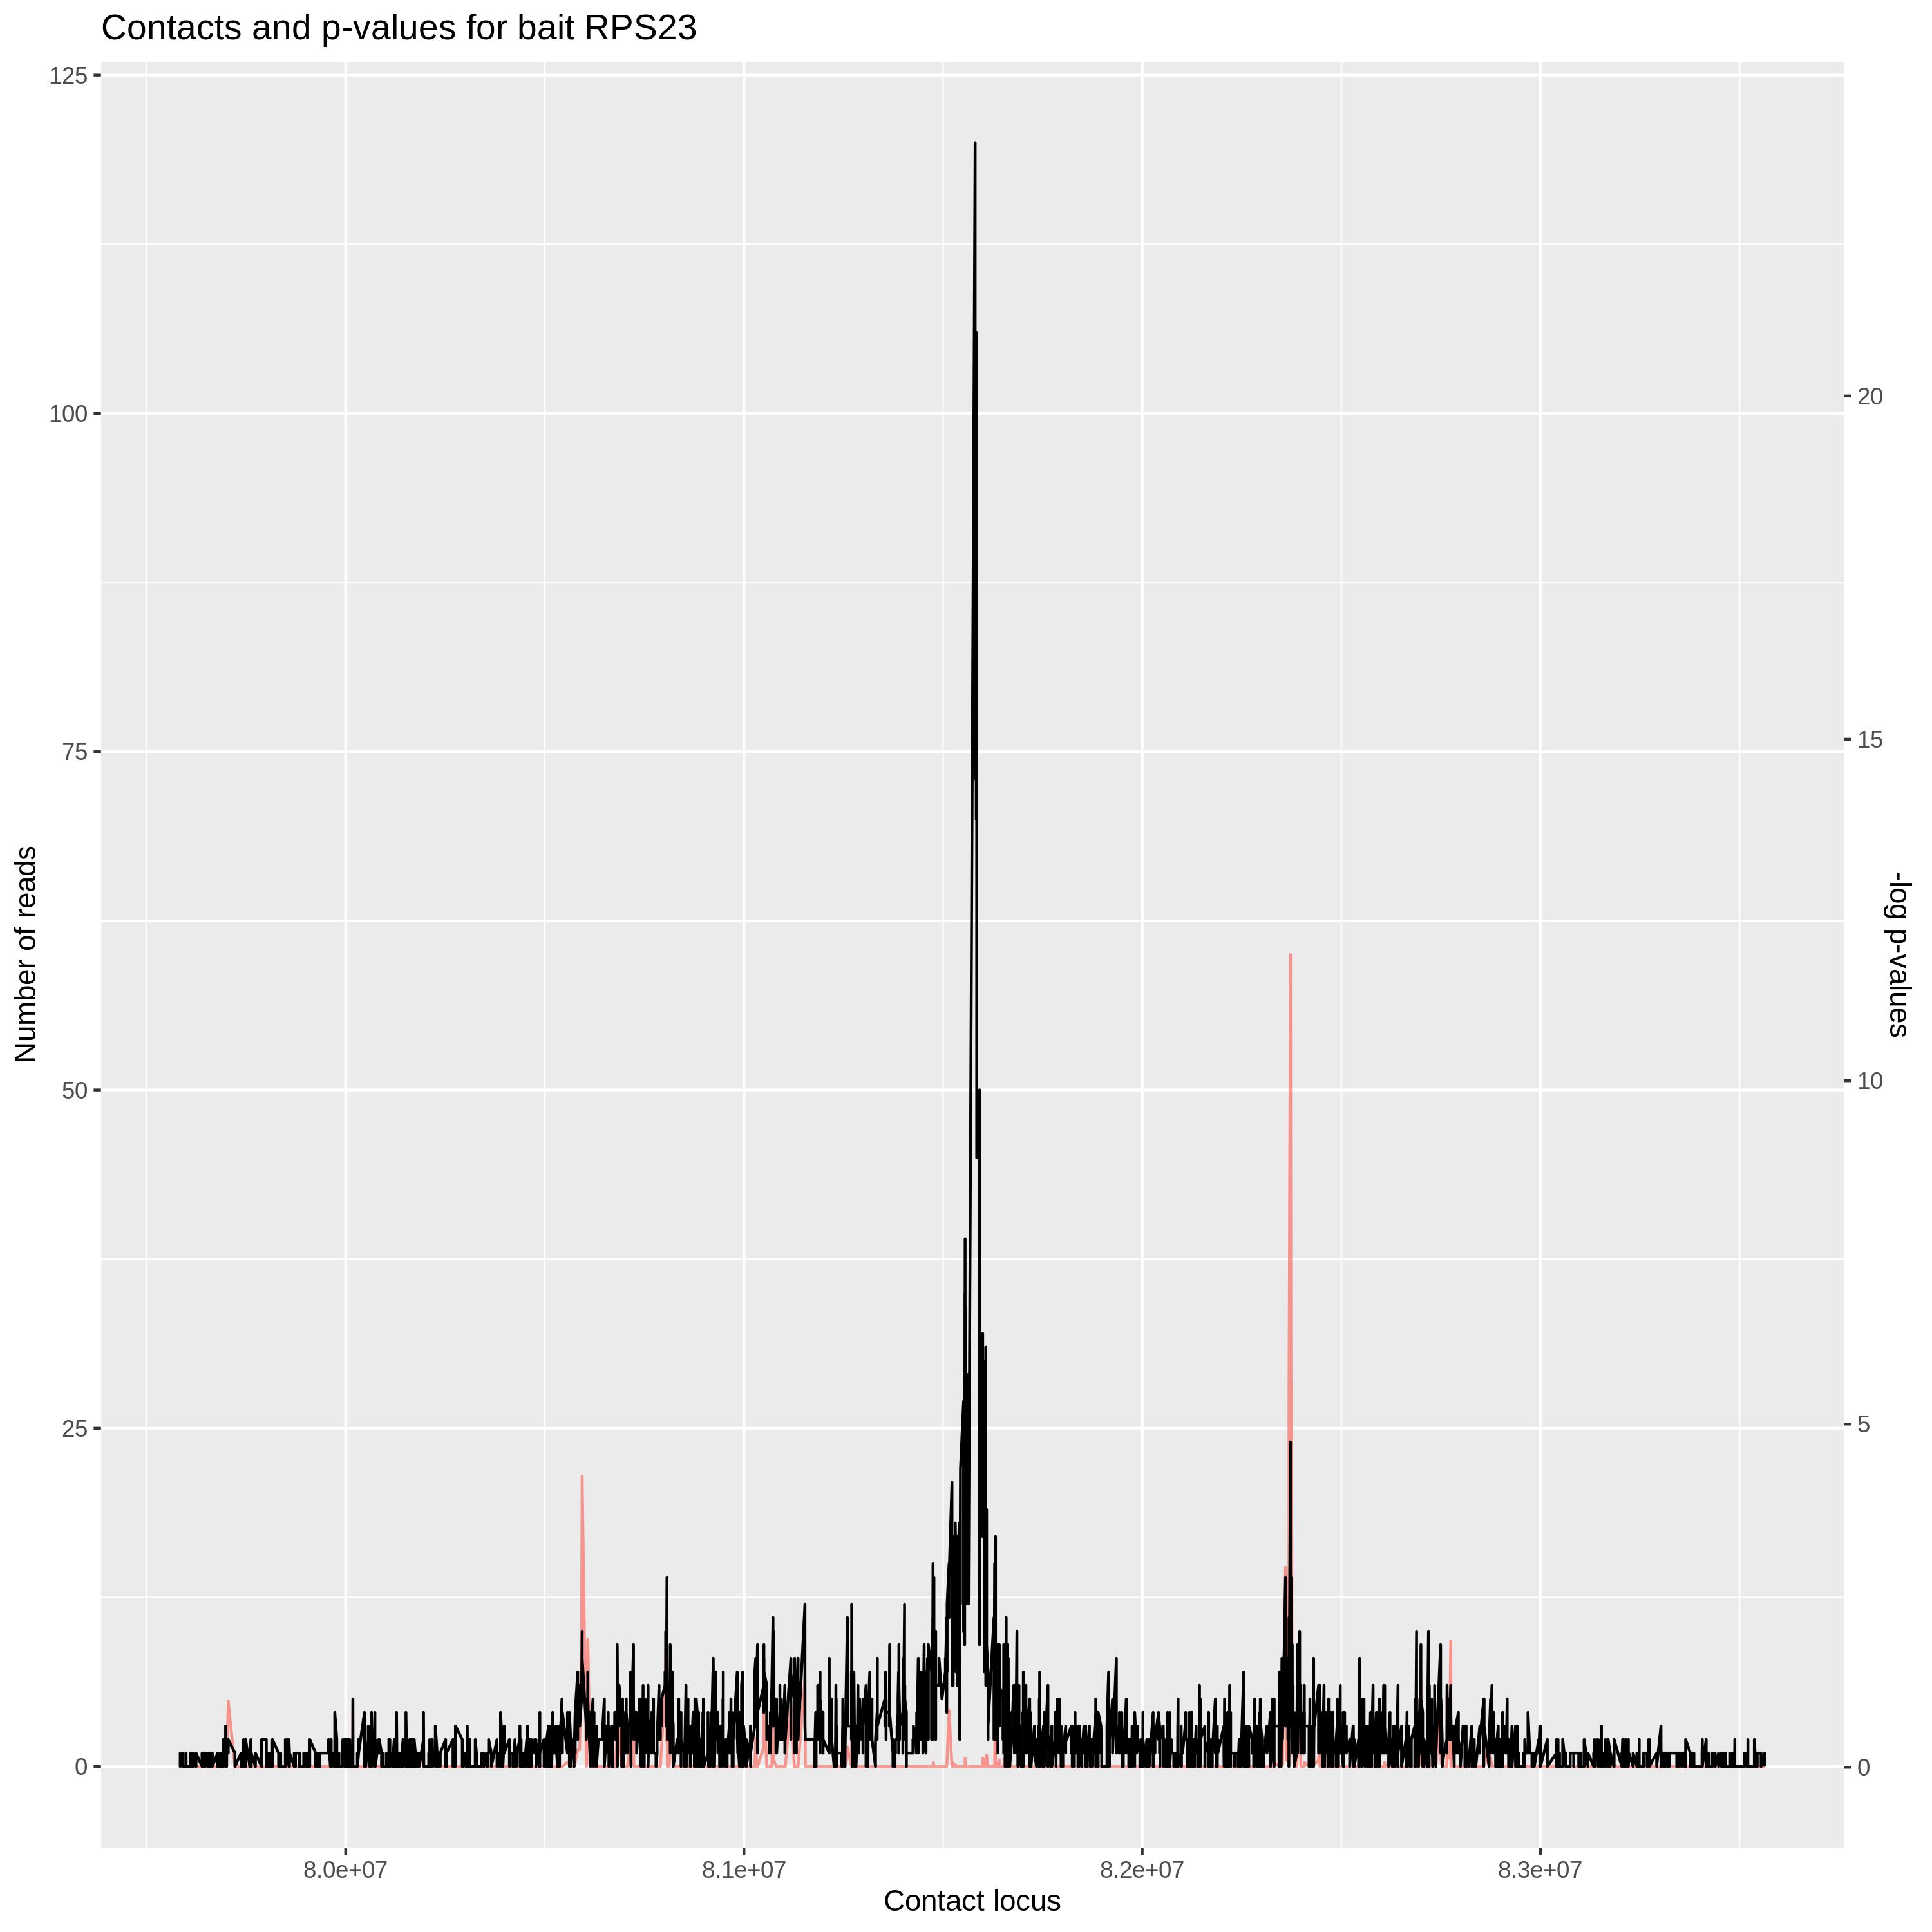 Contacts and p-values for bait RPS23
125
100
75
50
25
0
Number of reads
20
15
10
5
0
-log p-values
8.0e+07 8.1e+07 8.2e+07 8.3e+07
Contact locus